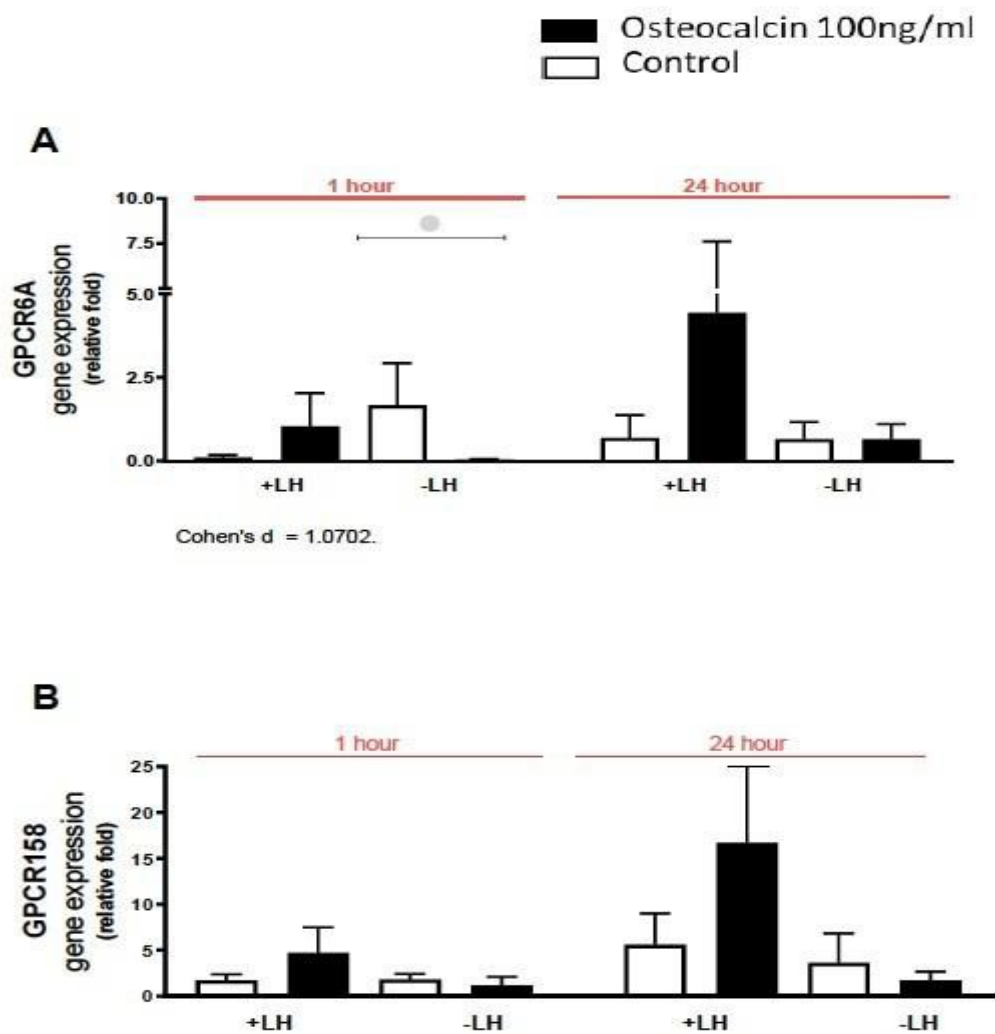 Osteocalcin 100ng/ml
Control
A
1 hour
24 hour
GPCR6A
gene expression
(relative fold)
10.0
7.5
5.0
2.5
0.0
+LH
-LH
+LH
-LH
Cohen's d = 1.0702.
B
1 hour
24 hour
GPCR158
gene expression
(relative fold)
25
20
15
10
5
0
+LH
-LH
+LH
-LH